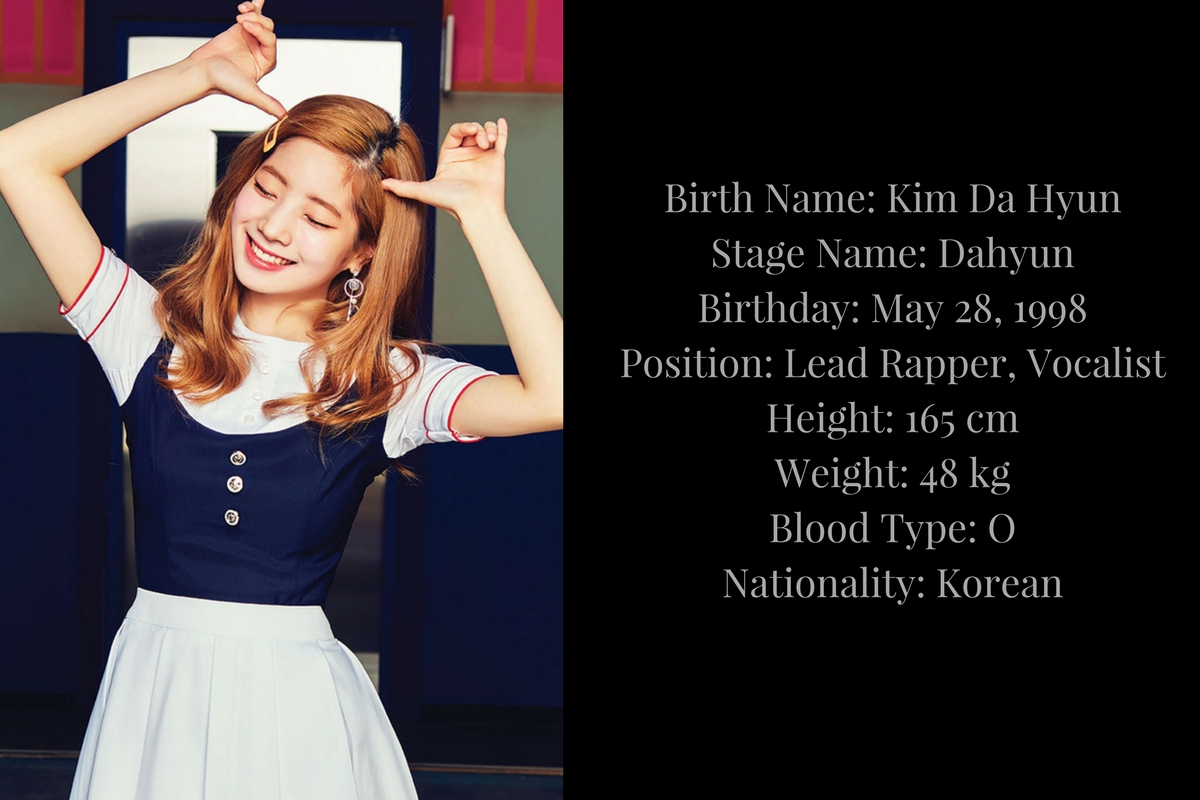 Birth Name: Kim Da Hyun
Stage Name: Dahyun
Birthday: May 28, 1998
Position: Lead Rapper, Vocalist
Height: 165 cm
Weight: 48 kg
Blood Type: O
Nationality: Korean